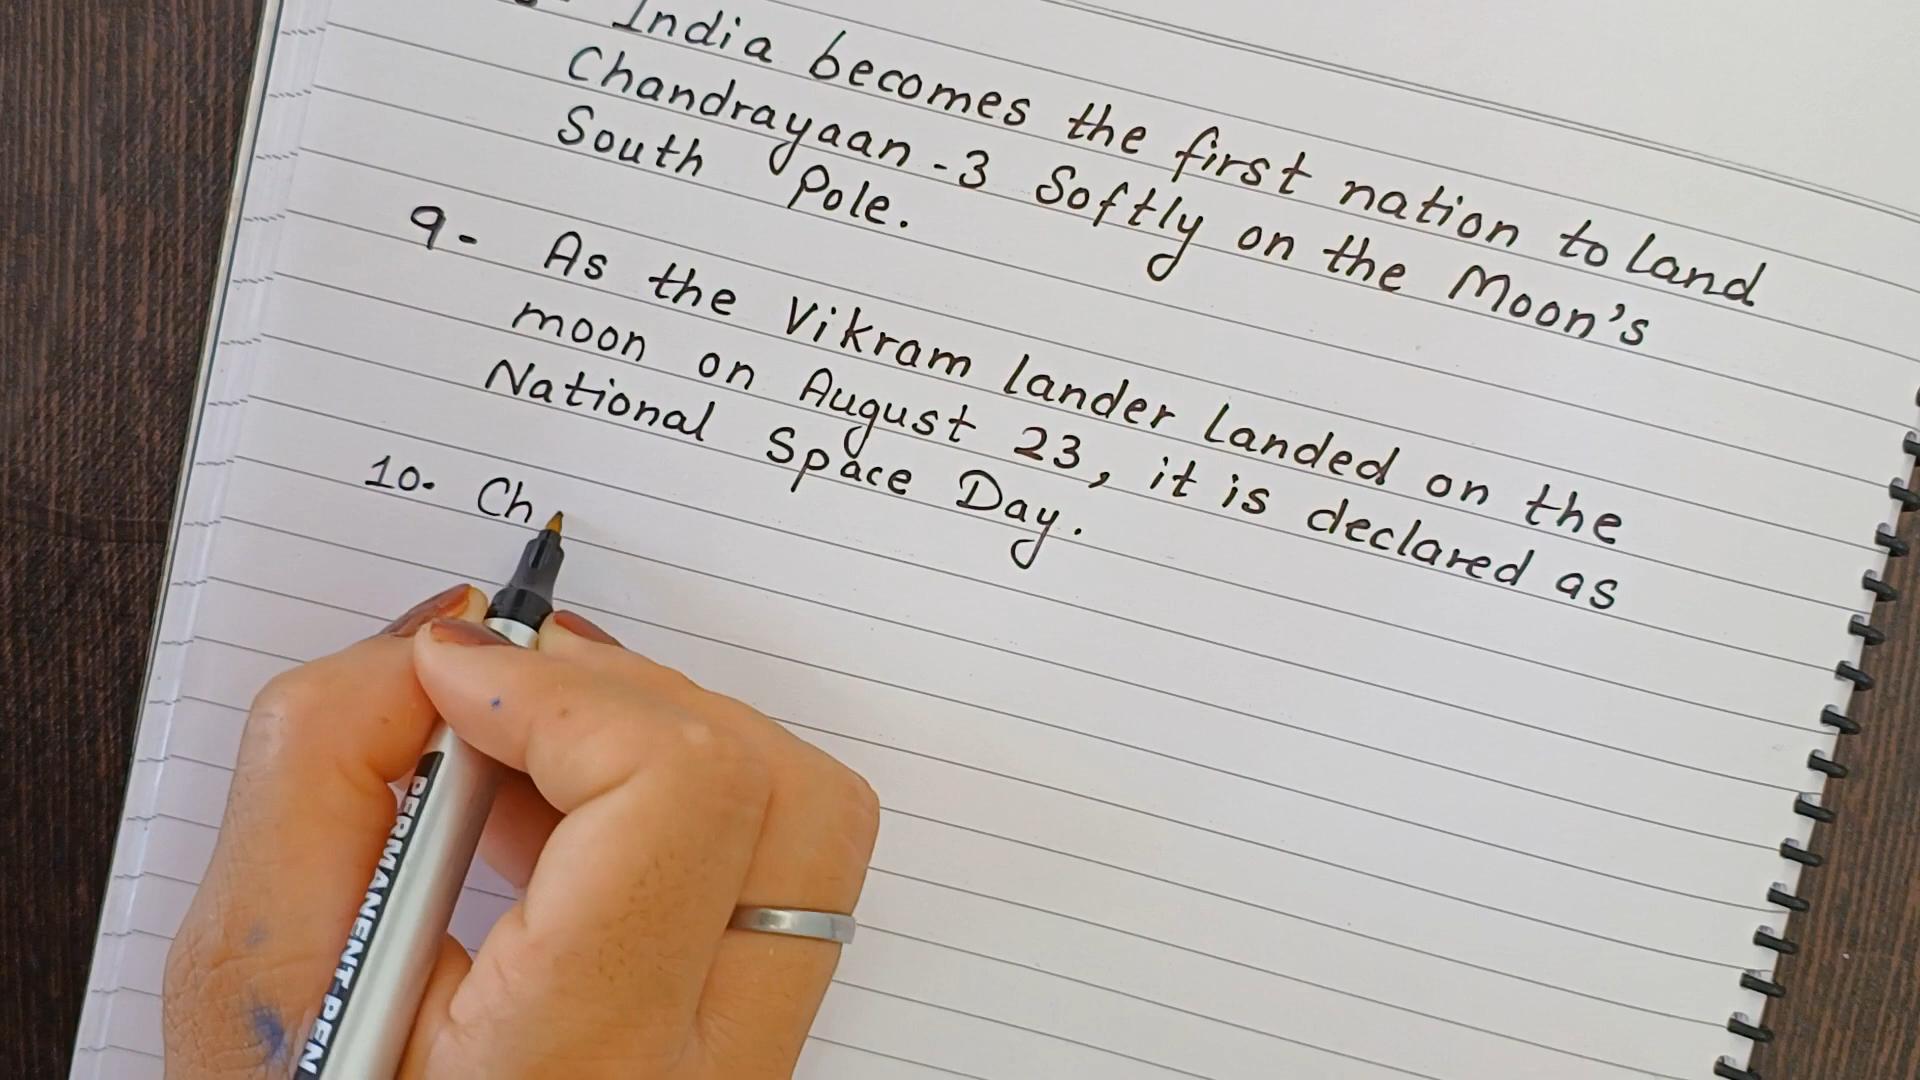 India becomes the first nation to land
Chandrayaan-3 Softly on the Moon's
South Pole.
9- As the Vikram lander landed on the
moon on August 23, it is declared as
National Space Day.
10. Ch
PERMANENT PEN